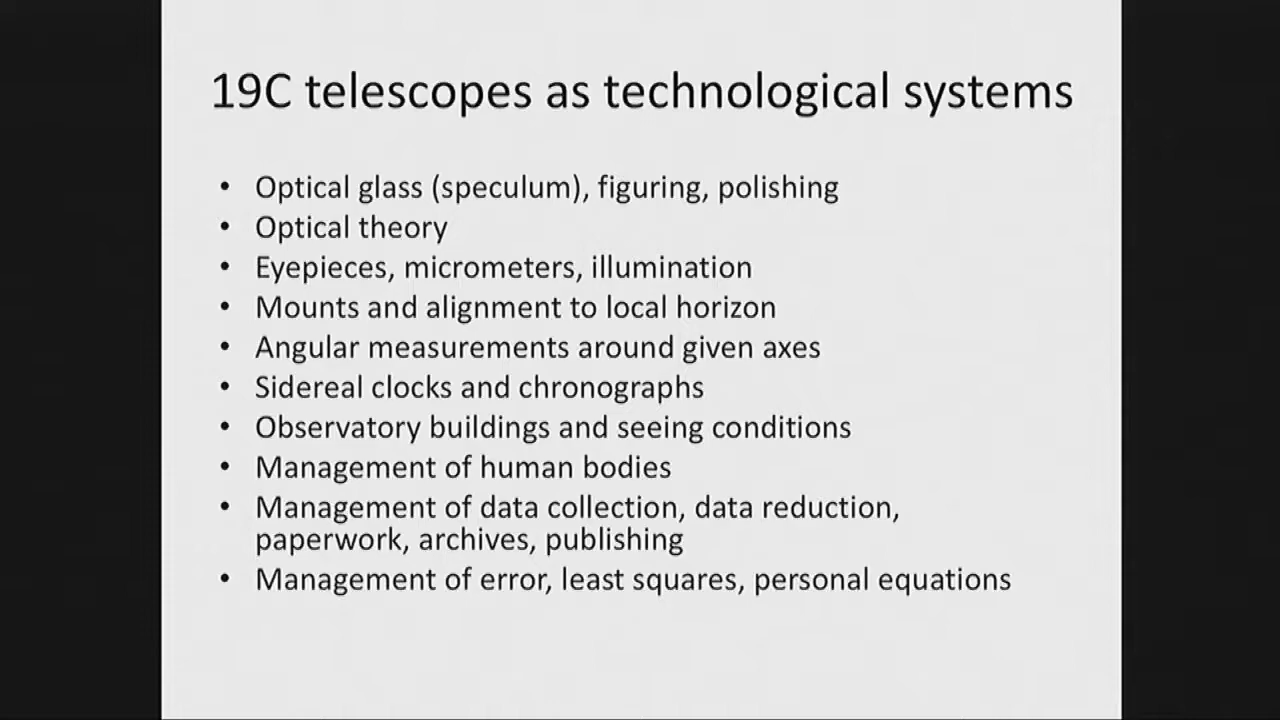 19C telescopes as technological systems
• Optical glass (speculum), figuring, polishing
• Optical theory
• Eyepieces, micrometers, illumination
• Mounts and alignment to local horizon
• Angular measurements around given axes
• Sidereal clocks and chronographs
• Observatory buildings and seeing conditions
• Management of human bodies
• Management of data collection, data reduction,
paperwork, archives, publishing
• Management of error, least squares, personal equations